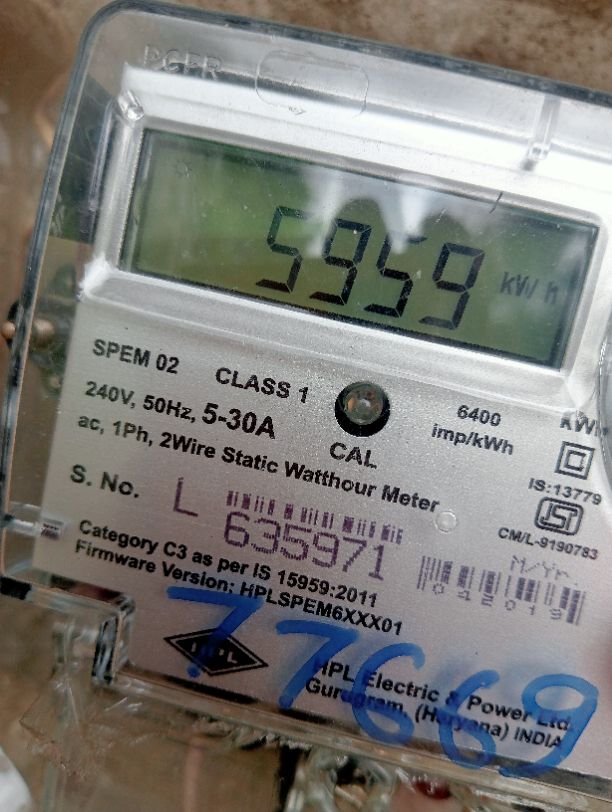 5959 kWh
SPEM 02 CLASS 1
240V, 50Hz, 5-30A
6400
imp/kWh
ac, 1Ph, 2Wire Static Watthour Meter
CAL
IS:13779
ISI
CM/L-9190783
S. No. L 635971
M/Yr.
Category C3 as per IS 15959:2011
Firmware Version; HPLSPEM6XXX01
HPL
HPL Electric & Power Ltd.
Gurugram, (Haryana) INDIA
77669